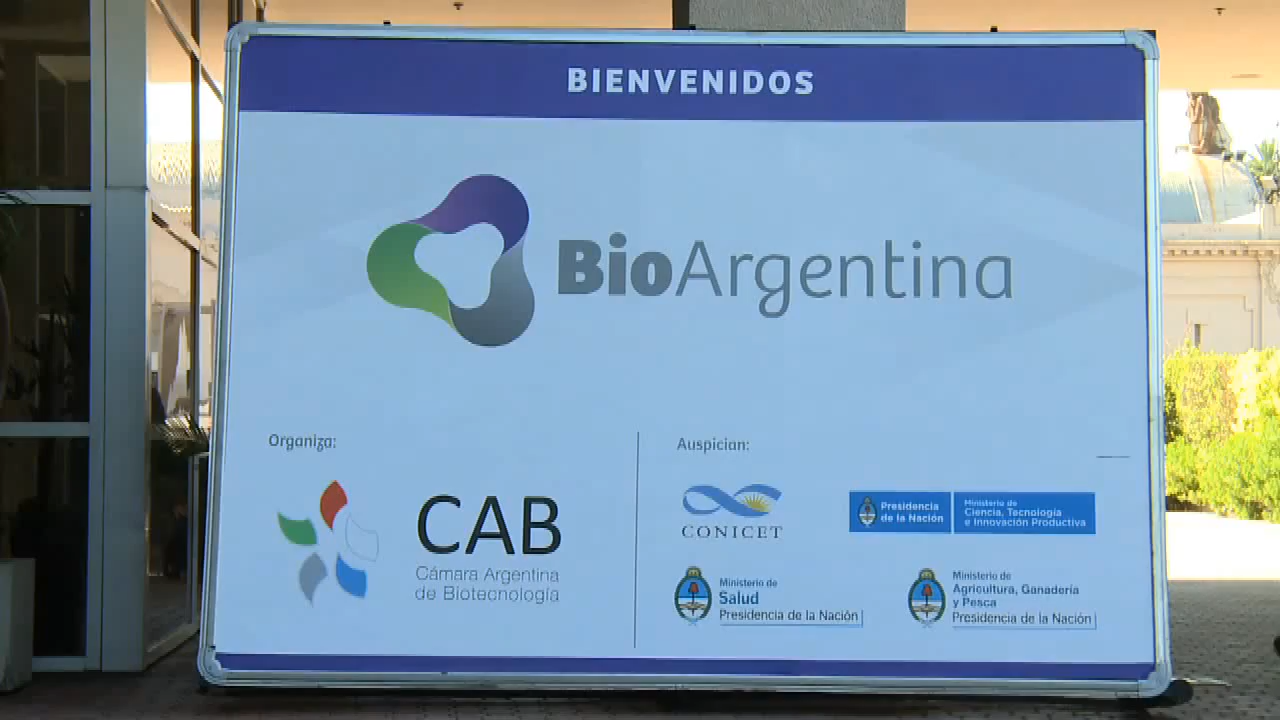 BIENVENIDOS
BioArgentina
Organiza:
CAB
Cámara Argentina
de Biotecnología
Auspician:
CONICET
Presidencia
de la Nación
Ministerio de
Ciencia, Tecnología
e Innovación Productiva
Ministerio de
Salud
Presidencia de la Nación
Ministerio de
Agricultura, Ganadería
y Pesca
Presidencia de la Nación